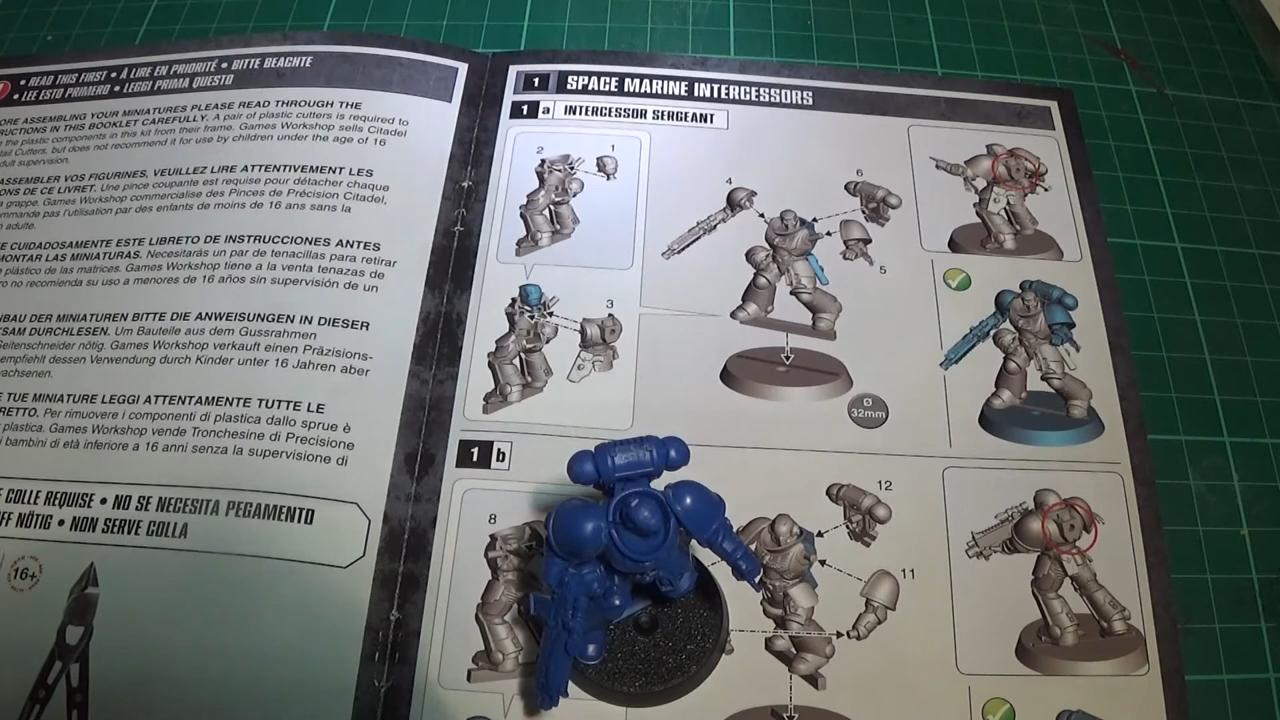 • READ THIS FIRST • À LIRE EN PRIORITÉ • BITTE BEACHTE
• LEE ESTO PRIMERO • LEGGI PRIMA QUESTO
ASSEMBLING YOUR MINIATURES PLEASE READ THROUGH THE
IN THIS BOOKLET CAREFULLY. A pair of plastic cutters is required to
the plastic components in this kit from their frame. Games Workshop sells Citadel
Cutters, but does not recommend it for use by children under the age of 16
supervision.
ASSEMBLER VOS FIGURINES, VEUILLEZ LIRE ATTENTIVEMENT LES
DE CE LIVRET. Une pince coupante est requise pour détacher chaque
grappe. Games Workshop commercialise des Pinces de Précision Citadel,
pas l'utilisation par des enfants de moins de 16 ans sans la
adulte.
CUIDADOSAMENTE ESTE LIBRETO DE INSTRUCCIONES ANTES
MONTAR LAS MINIATURAS. Necesitarás un par de tenacillas para retirar
plástico de las matrices. Games Workshop tiene a la venta tenazas de
no recomienda su uso a menores de 16 años sin supervisión de un
DER MINIATUREN BITTE DIE ANWEISUNGEN IN DIESER
DURCHLESEN. Um Bauteile aus dem Gussrahmen
Seitenschneider nötig. Games Workshop verkauft einen Präzisions-
empfiehlt dessen Verwendung durch Kinder unter 16 Jahren aber
TUE MINIATURE LEGGI ATTENTAMENTE TUTTE LE
Per rimuovere i componenti di plastica dallo sprue è
plastica. Games Workshop vende Tronchesine di Precisione
bambini di età inferiore a 16 anni senza la supervisione di
COLLE REQUISE • NO SE NECESITA PEGAMENTO
NÖTIG • NON SERVE COLLA
16+
1 SPACE MARINE INTERCESSORS
1 a INTERCESSOR SERGEANT
2 1
3
4 6
5
Ø
32mm
1 b
8
12
11